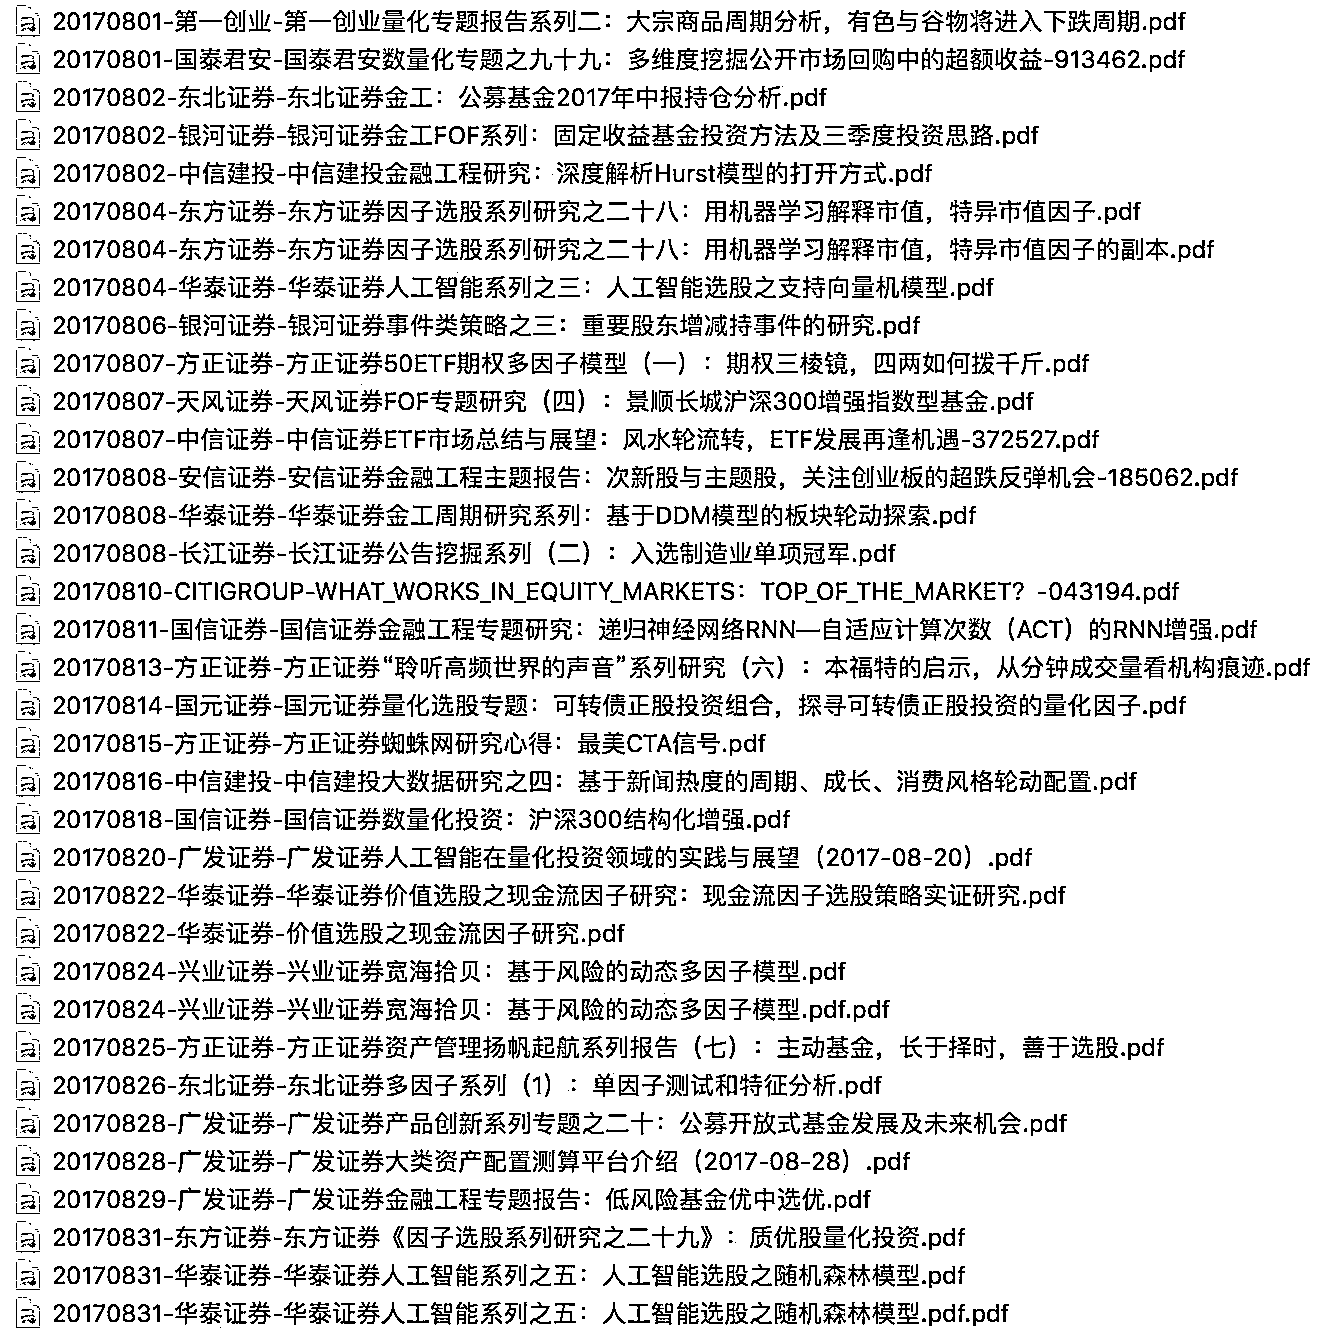 20170801-第一创业-第一创业量化专题报告系列二：大宗商品周期分析，有色与谷物将进入下跌周期.pdf
20170801-国泰君安-国泰君安数量化专题之九十九：多维度挖掘公开市场回购中的超额收益-913462.pdf
20170802-东北证券-东北证券金工：公募基金2017年中报持仓分析.pdf
20170802-银河证券-银河证券金工FOF系列：固定收益基金投资方法及三季度投资思路.pdf
20170802-中信建投-中信建投金融工程研究：深度解析Hurst模型的打开方式.pdf
20170804-东方证券-东方证券因子选股系列研究之二十八：用机器学习解释市值，特异市值因子.pdf
20170804-东方证券-东方证券因子选股系列研究之二十八：用机器学习解释市值，特异市值因子的副本.pdf
20170804-华泰证券-华泰证券人工智能系列之三：人工智能选股之支持向量机模型.pdf
20170806-银河证券-银河证券事件类策略之三：重要股东增减持事件的研究.pdf
20170807-方正证券-方正证券50ETF期权多因子模型（一）：期权三棱镜，四两如何拨千斤.pdf
20170807-天风证券-天风证券FOF专题研究（四）：景顺长城沪深300增强指数型基金.pdf
20170807-中信证券-中信证券ETF市场总结与展望：风水轮流转，ETF发展再逢机遇-372527.pdf
20170808-安信证券-安信证券金融工程主题报告：次新股与主题股，关注创业板的超跌反弹机会-185062.pdf
20170808-华泰证券-华泰证券金工周期研究系列：基于DDM模型的板块轮动探索.pdf
20170808-长江证券-长江证券公告挖掘系列（二）：入选制造业单项冠军.pdf
20170810-CITIGROUP-WHAT_WORKS_IN_EQUITY_MARKETS：TOP_OF_THE_MARKET？-043194.pdf
20170811-国信证券-国信证券金融工程专题研究：递归神经网络RNN—自适应计算次数（ACT）的RNN增强.pdf
20170813-方正证券-方正证券“聆听高频世界的声音”系列研究（六）：本福特的启示，从分钟成交量看机构痕迹.pdf
20170814-国元证券-国元证券量化选股专题：可转债正股投资组合，探寻可转债正股投资的量化因子.pdf
20170815-方正证券-方正证券蜘蛛网研究心得：最美CTA信号.pdf
20170816-中信建投-中信建投大数据研究之四：基于新闻热度的周期、成长、消费风格轮动配置.pdf
20170818-国信证券-国信证券数量化投资：沪深300结构化增强.pdf
20170820-广发证券-广发证券人工智能在量化投资领域的实践与展望（2017-08-20）.pdf
20170822-华泰证券-华泰证券价值选股之现金流因子研究：现金流因子选股策略实证研究.pdf
20170822-华泰证券-价值选股之现金流因子研究.pdf
20170824-兴业证券-兴业证券宽海拾贝：基于风险的动态多因子模型.pdf
20170824-兴业证券-兴业证券宽海拾贝：基于风险的动态多因子模型.pdf.pdf
20170825-方正证券-方正证券资产管理扬帆起航系列报告（七）：主动基金，长于择时，善于选股.pdf
20170826-东北证券-东北证券多因子系列（1）：单因子测试和特征分析.pdf
20170828-广发证券-广发证券产品创新系列专题之二十：公募开放式基金发展及未来机会.pdf
20170828-广发证券-广发证券大类资产配置测算平台介绍（2017-08-28）.pdf
20170829-广发证券-广发证券金融工程专题报告：低风险基金优中选优.pdf
20170831-东方证券-东方证券《因子选股系列研究之二十九》：质优股量化投资.pdf
20170831-华泰证券-华泰证券人工智能系列之五：人工智能选股之随机森林模型.pdf
20170831-华泰证券-华泰证券人工智能系列之五：人工智能选股之随机森林模型.pdf.pdf